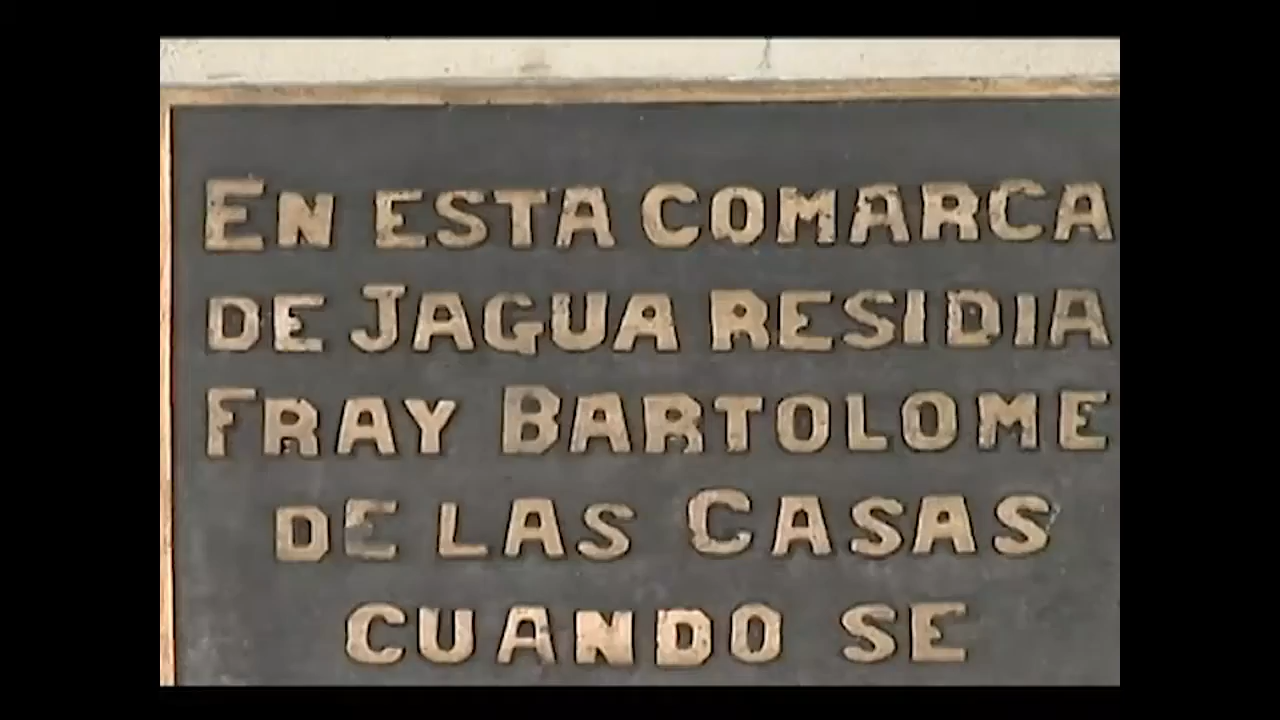 EN ESTA COMARCA
DE JAGUA RESIDIA
FRAY BARTOLOME
DE LAS CASAS
CUANDO SE